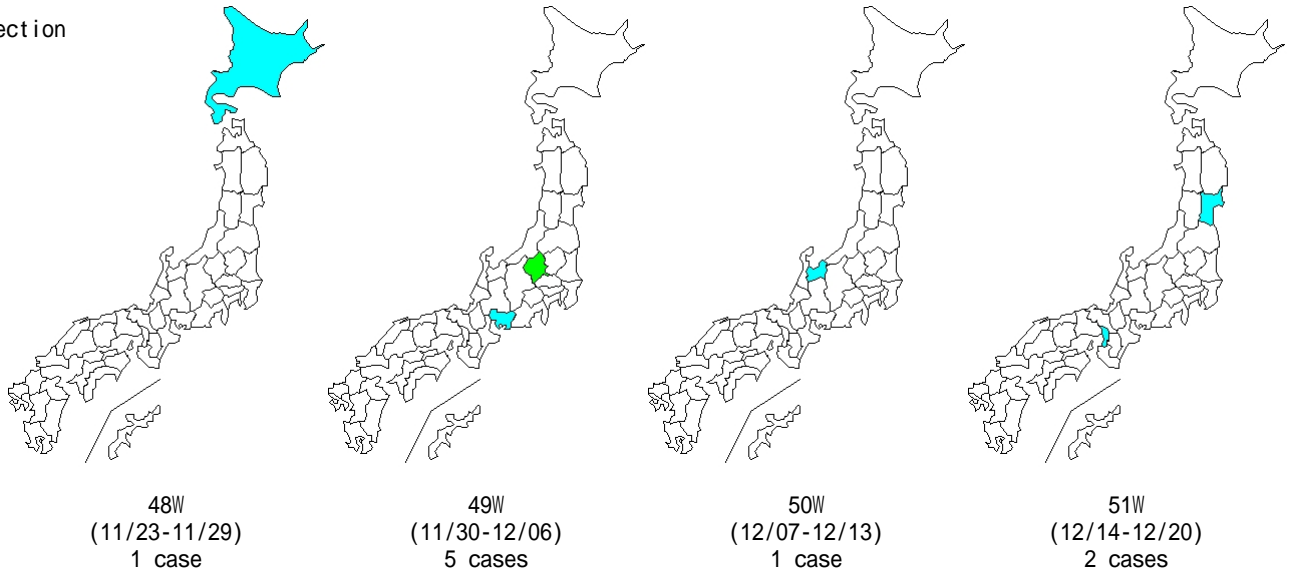 ection
48W
(11/23-11/29)
1 case
49W
(11/30-12/06)
5 cases
50W
(12/07-12/13)
1 case
51W
(12/14-12/20)
2 cases